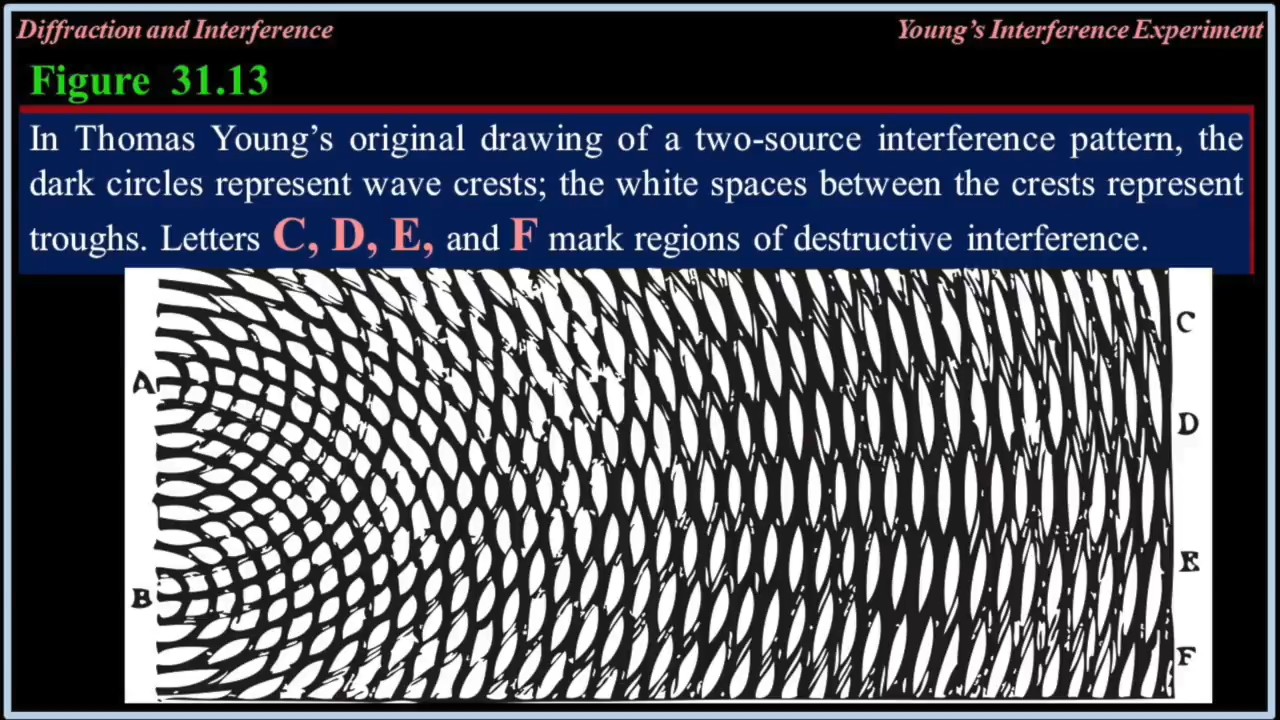 Diffraction and Interference
Young's Interference Experiment
Figure 31.13
In Thomas Young's original drawing of a two-source interference pattern, the
dark circles represent wave crests; the white spaces between the crests represent
troughs. Letters C, D, E, and F mark regions of destructive interference.
C
A
D
E
B
F